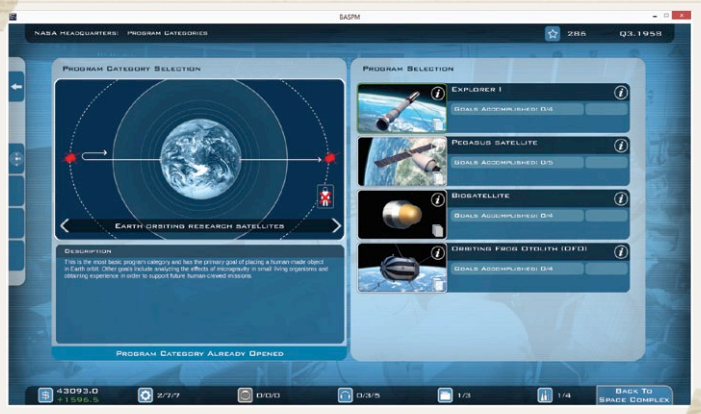 BASPM
NASA HEADQUARTERS: PROGRAM CATEGORIES
286
Q3.1958
PROGRAM CATEGORY SELECTION
EARTH ORBITING RESEARCH SATELLITES
DESCRIPTION
This is the most basic program category and has the primary goal of placing a human-made object
in Earth orbit. Other goals include analyzing the effects of microgravity in small living organisms and
obtaining experience in order to support future human-crewed missions.
PROGRAM CATEGORY ALREADY OPENED
PROGRAM SELECTION
EXPLORER I
GOALS ACCOMPLISHED: 0/4
PEGASUS SATELLITE
GOALS ACCOMPLISHED: 0/5
BIOSATELLITE
GOALS ACCOMPLISHED: 0/4
ORBITING FROG OTOLITH (OFO)
GOALS ACCOMPLISHED: 0/4
$ 43093.0
+1596.5
2/7/7
0/0/0
0/3/5
1/3
1/4
BACK TO
SPACE COMPLEX